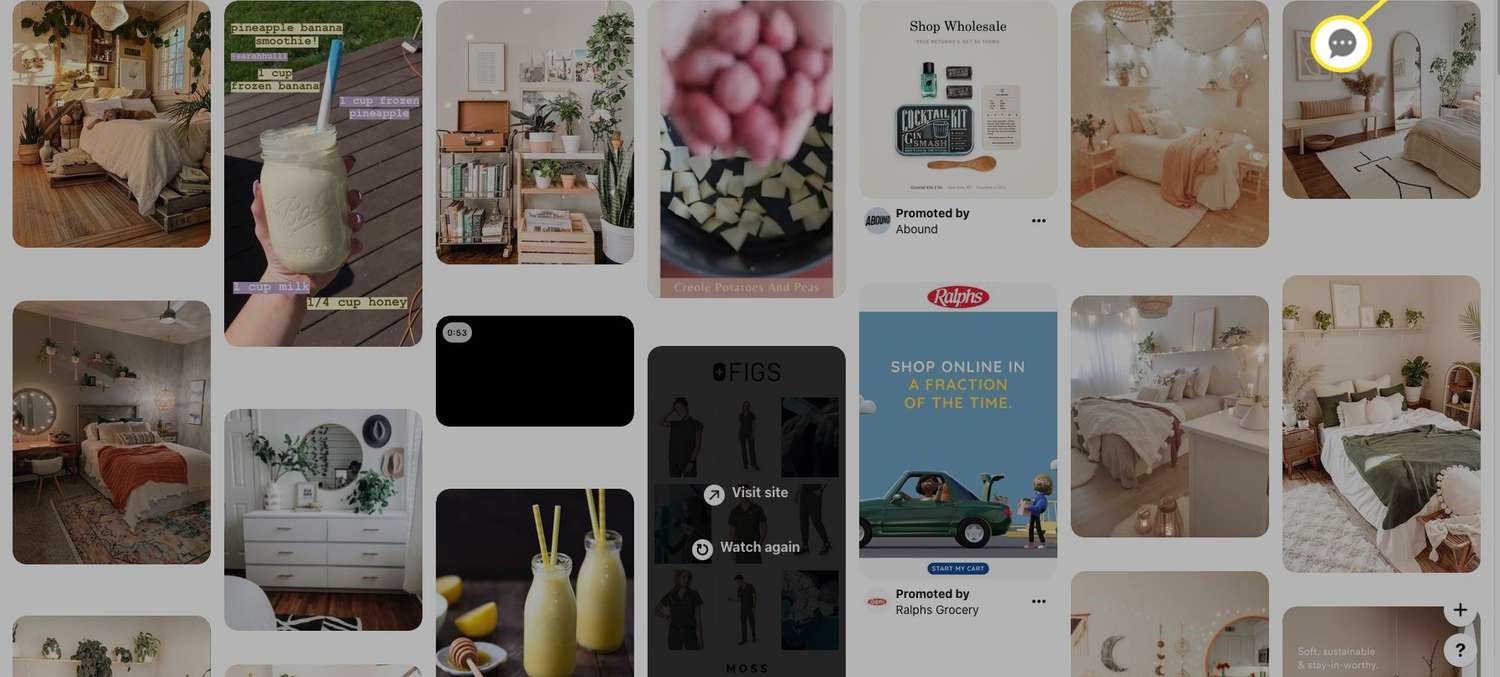 pineapple banana
smoothie!
1 cup
frozen banana
1 cup frozen
pineapple
1 cup milk
1/4 cup honey
0:53
Creole Potatoes And Peas
FIGS
Visit site
Watch again
MOSS
Shop Wholesale
COCKTAIL KIT
GIN
SMASH
ABOUND
Promoted by
Abound
Ralphs
SHOP ONLINE IN
A FRACTION
OF THE TIME.
START MY CART
Ralphs
Promoted by
Ralphs Grocery
Soft, sustainable
& stay-in-worthy.
+
?